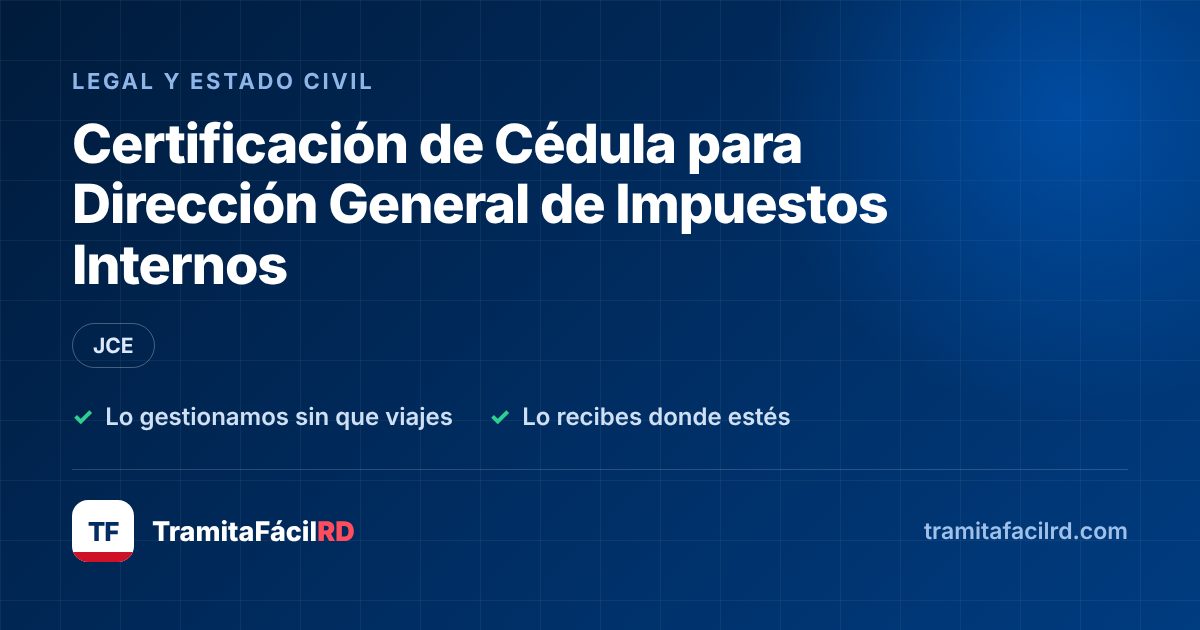 LEGAL Y ESTADO CIVIL
Certificación de Cédula para
Dirección General de Impuestos
Internos
JCE
Lo gestionamos sin que viajes
Lo recibes donde estés
TF
TramitaFácilRD
tramitafacilrd.com